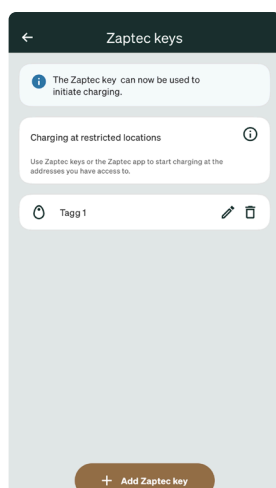 Zaptec keys
The Zaptec key can now be used to
initiate charging.
Charging at restricted locations
Use Zaptec keys or the Zaptec app to start charging at the
addresses you have access to.
Tagg 1
Add Zaptec key